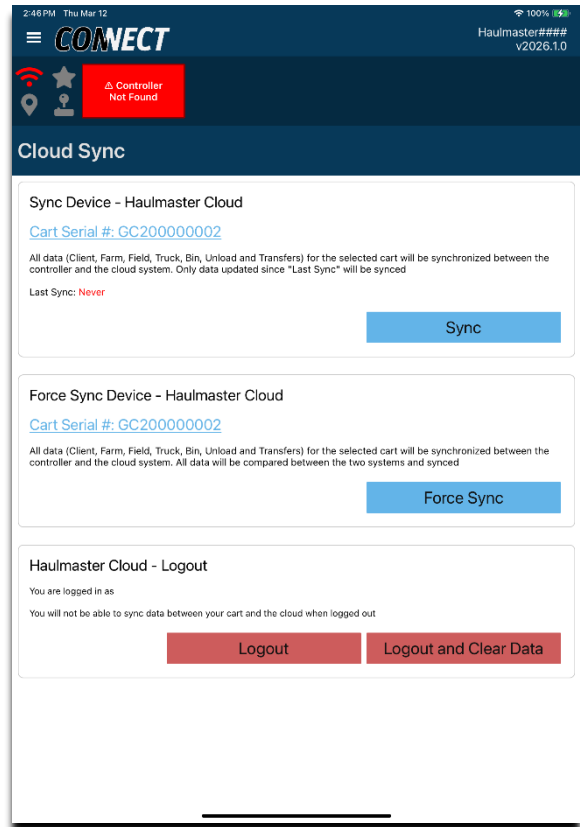 2:46 PM Thu Mar 12
100%
CONNECT
Haulmaster####
v2026.1.0
⚠ Controller
Not Found
Cloud Sync
Sync Device - Haulmaster Cloud
Cart Serial #: GC200000002
All data (Client, Farm, Field, Truck, Bin, Unload and Transfers) for the selected cart will be synchronized between the
controller and the cloud system. Only data updated since "Last Sync" will be synced
Last Sync: Never
Sync
Force Sync Device - Haulmaster Cloud
Cart Serial #: GC200000002
All data (Client, Farm, Field, Truck, Bin, Unload and Transfers) for the selected cart will be synchronized between the
controller and the cloud system. All data will be compared between the two systems and synced
Force Sync
Haulmaster Cloud - Logout
You are logged in as
You will not be able to sync data between your cart and the cloud when logged out
Logout
Logout and Clear Data